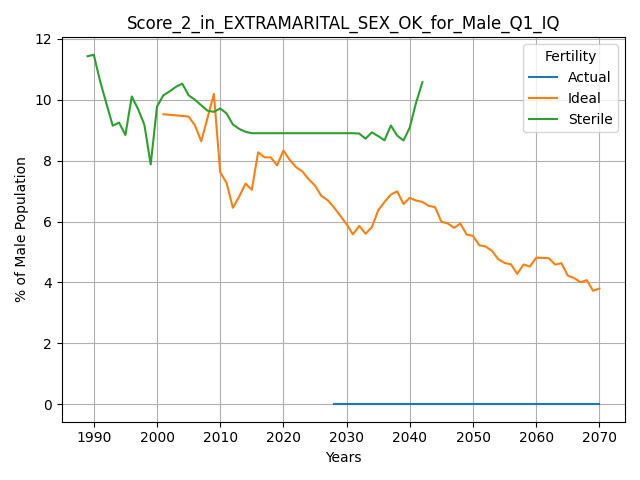 Score_2_in_EXTRAMARITAL_SEX_OK_for_Male_Q1_IQ
12
10
8
6
4
2
0
% of Male Population
Fertility
Actual
Ideal
Sterile
1990 2000 2010 2020 2030 2040 2050 2060 2070
Years